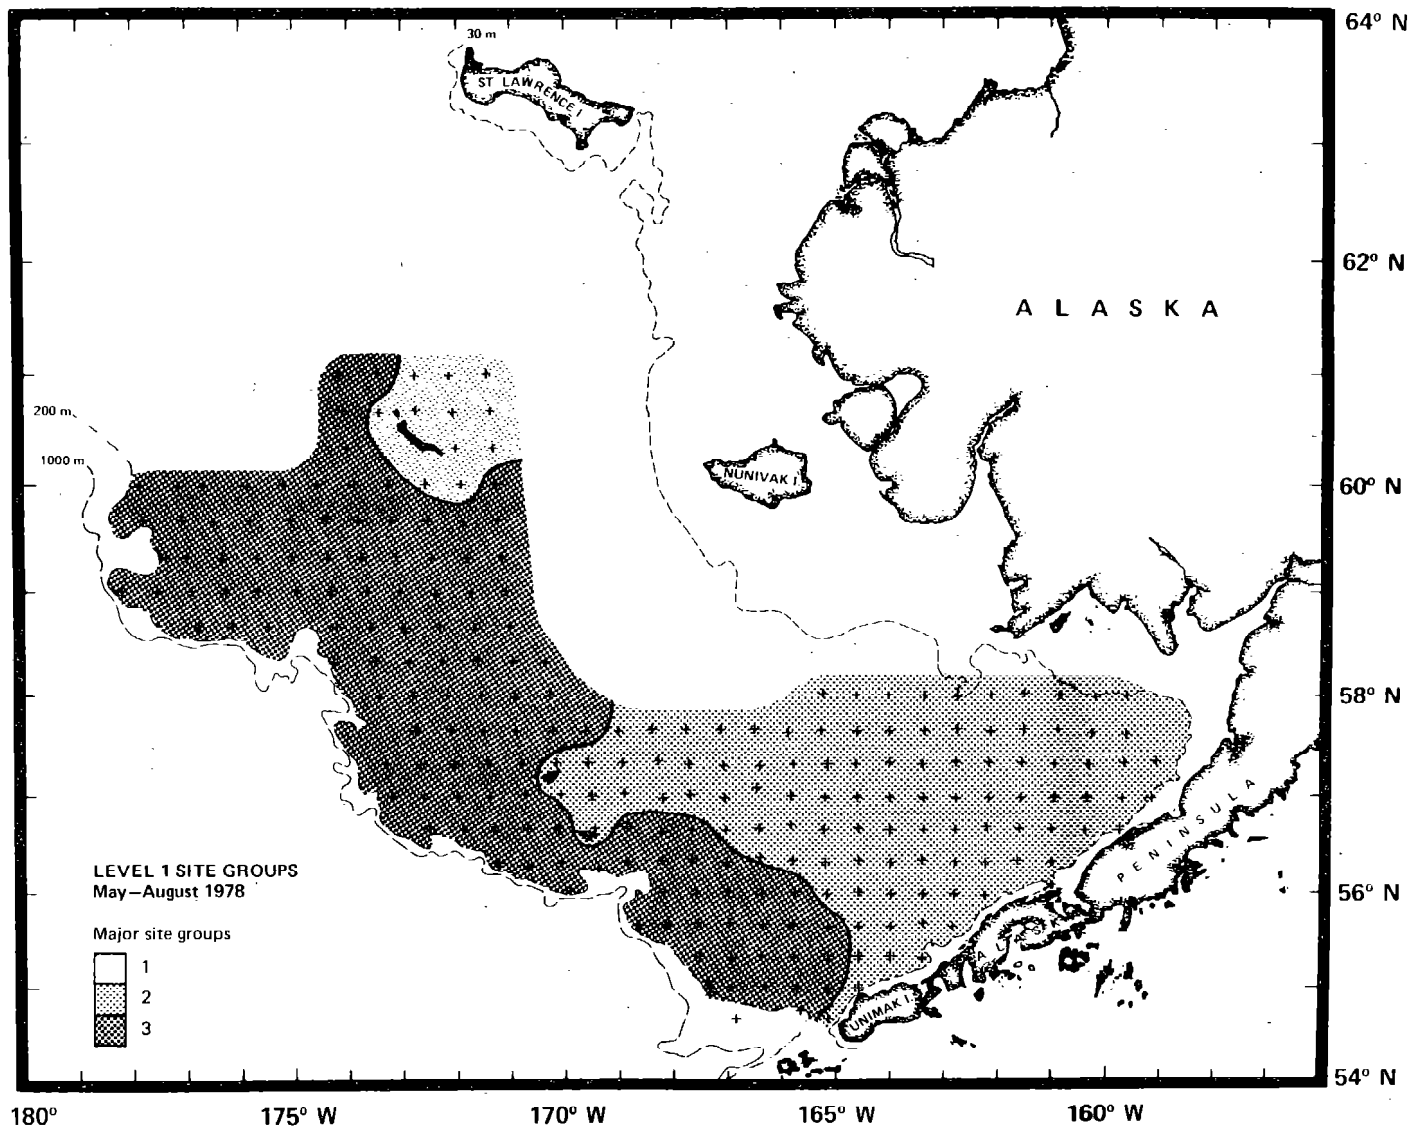 64° N
30 m
ST LAWRENCE I
62° N
ALASKA
200 m
1000 m
NUNIVAK I
60° N
58° N
PENINSULA
LEVEL 1 SITE GROUPS
May—August 1978
56° N
Major site groups
1
2
3
UNIMAK I
54° N
180°
175° W
170° W
165° W
160° W